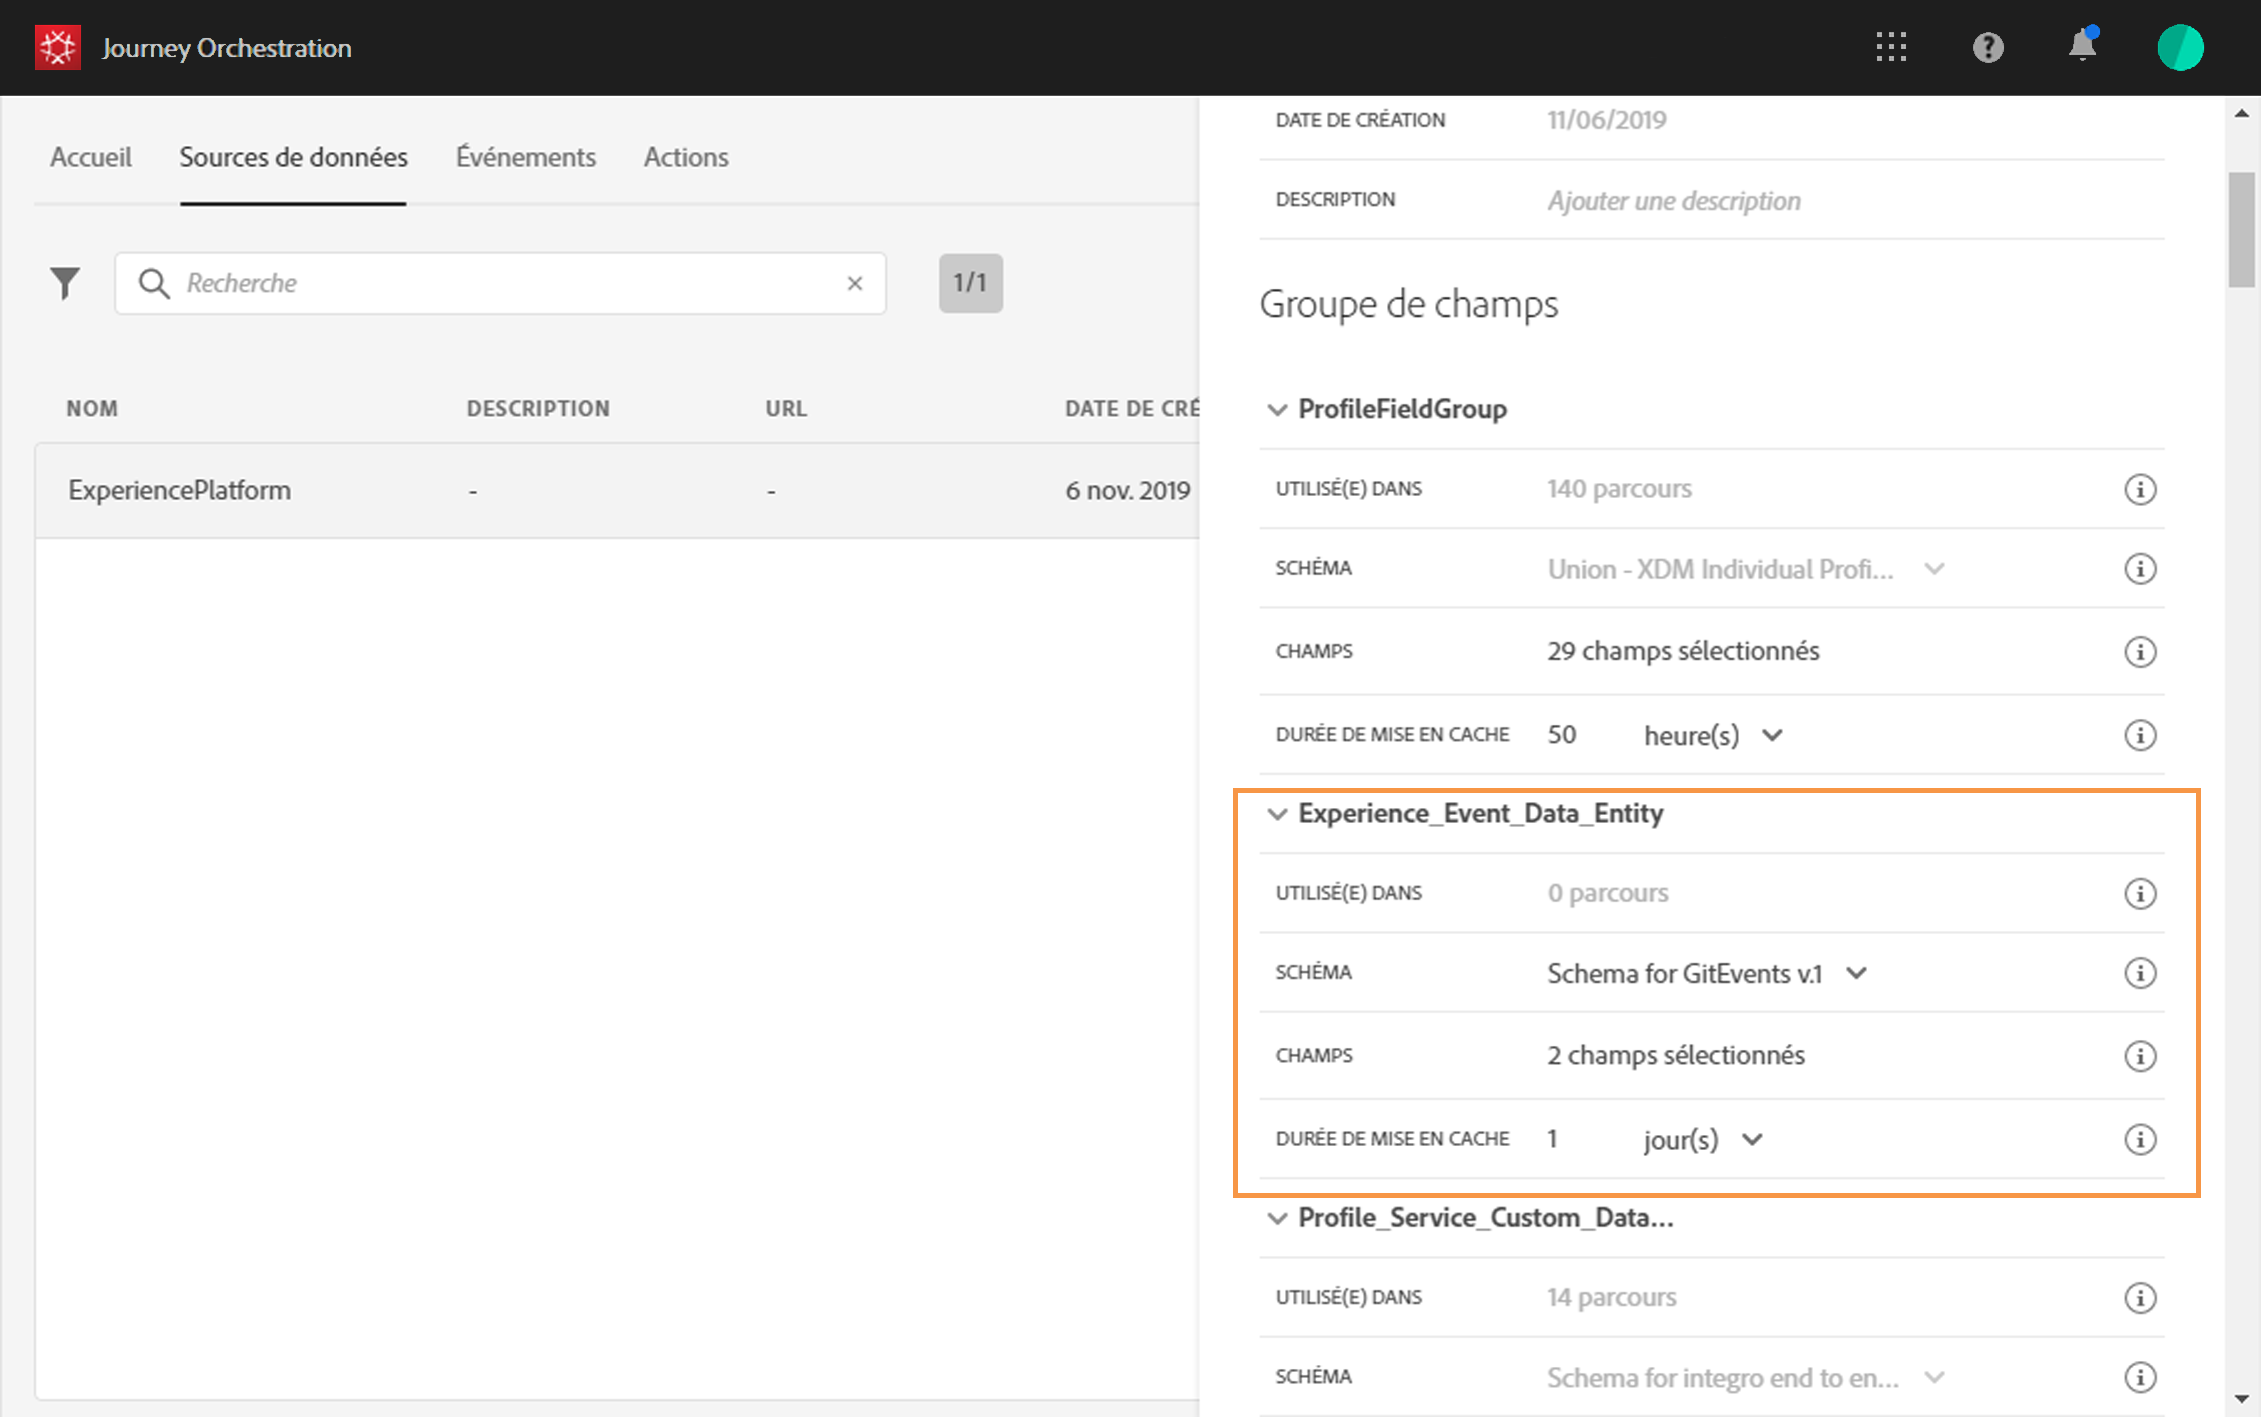 Journey Orchestration
Accueil Sources de données Événements Actions
Recherche 1/1
NOM DESCRIPTION URL DATE DE CRÉ
ExperiencePlatform - - 6 nov. 2019
DATE DE CRÉATION 11/06/2019
DESCRIPTION Ajouter une description
Groupe de champs
ProfileFieldGroup
UTILISÉ(E) DANS 140 parcours
SCHÉMA Union - XDM Individual Profi...
CHAMPS 29 champs sélectionnés
DURÉE DE MISE EN CACHE 50 heure(s)
Experience_Event_Data_Entity
UTILISÉ(E) DANS 0 parcours
SCHÉMA Schema for GitEvents v.1
CHAMPS 2 champs sélectionnés
DURÉE DE MISE EN CACHE 1 jour(s)
Profile_Service_Custom_Data...
UTILISÉ(E) DANS 14 parcours
SCHÉMA Schema for integro end to en...